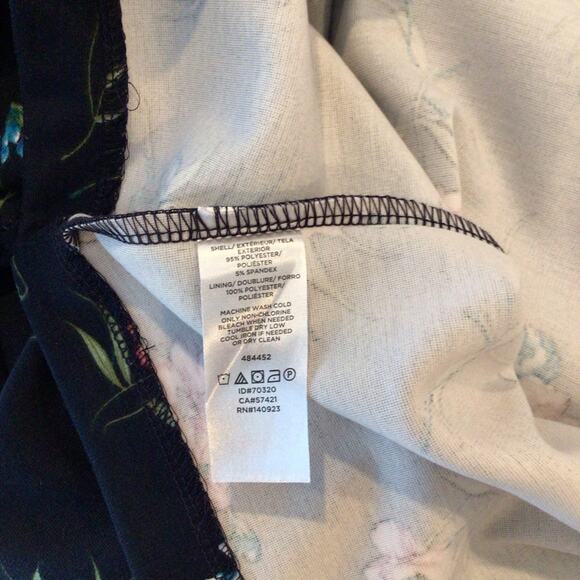 SHELL/ EXTÉRIEUR/ TELA
EXTERIOR
95% POLYESTER/
POLIÉSTER
5% SPANDEX
LINING/ DOUBLURE/ FORRO
100% POLYESTER/
POLIÉSTER
MACHINE WASH COLD
ONLY NON-CHLORINE
BLEACH WHEN NEEDED
TUMBLE DRY LOW
COOL IRON IF NEEDED
OR DRY CLEAN
484452
P
ID#70320
CA#57421
RN#140923